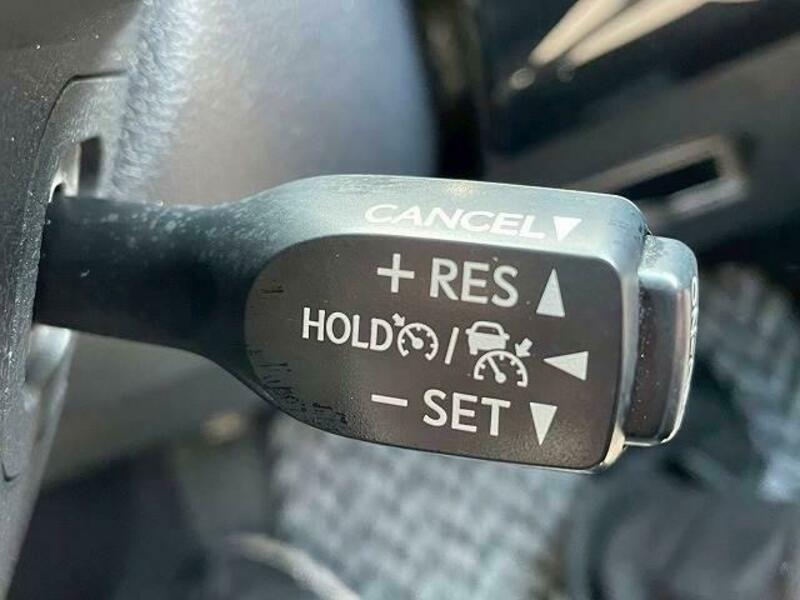 CANCEL▼
+ RES ▲
HOLD / ◀
− SET ▼